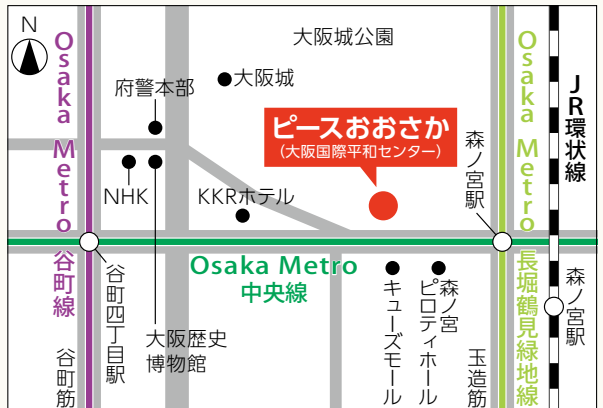 N
Osaka Metro 谷町線
府警本部
大阪城
大阪城公園
ピースおおさか
(大阪国際平和センター)
森ノ宮駅
Osaka Metro 長堀鶴見緑地線
JR環状線
NHK
KKRホテル
Osaka Metro
中央線
谷町四丁目駅
大阪歴史
博物館
キューズモール
森ノ宮
ピロティホール
森ノ宮駅
谷町筋
玉造筋